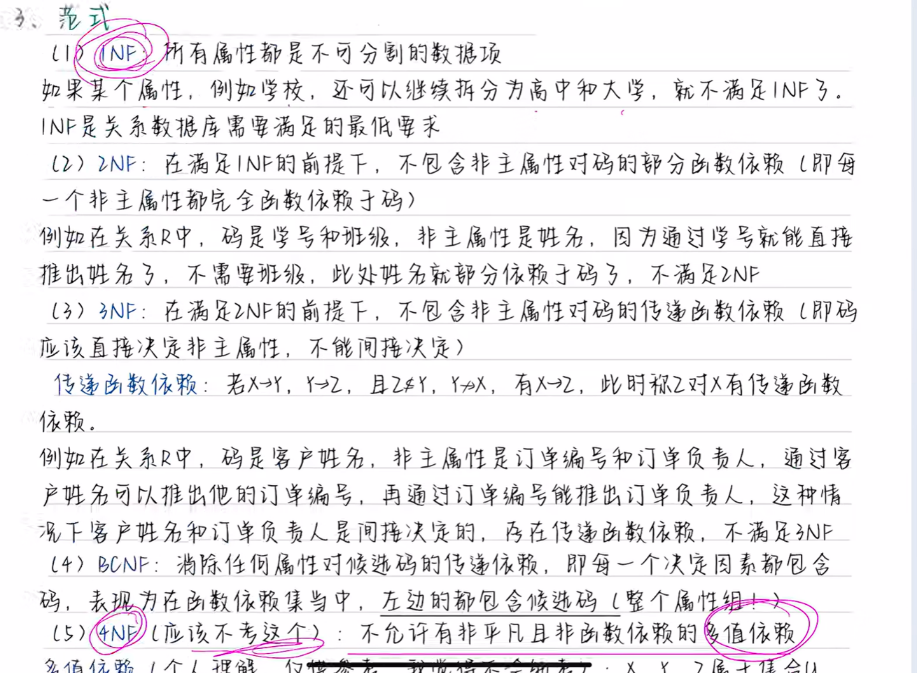 3、范式
(1) 1NF：所有属性都是不可分割的数据项
如果某个属性，例如学校，还可以继续拆分为高中和大学，就不满足1NF了。
1NF是关系数据库需要满足的最低要求
(2) 2NF：在满足1NF的前提下，不包含非主属性对码的部分函数依赖（即每
一个非主属性都完全函数依赖于码）
例如在关系R中，码是学号和班级，非主属性是姓名，因为通过学号就能直接
推出姓名了，不需要班级，此处姓名就部分依赖于码了，不满足2NF
(3) 3NF：在满足2NF的前提下，不包含非主属性对码的传递函数依赖（即码
应该直接决定非主属性，不能间接决定）
传递函数依赖：若X→Y，Y→Z，且Z⊄Y，Y↛X，有X→Z，此时称Z对X有传递函数
依赖。
例如在关系R中，码是客户姓名，非主属性是订单编号和订单负责人，通过客
户姓名可以推出他的订单编号，再通过订单编号能推出订单负责人，这种情
况下客户姓名和订单负责人是间接决定的，存在传递函数依赖，不满足3NF
(4) BCNF：消除任何属性对候选码的传递依赖，即每一个决定因素都包含
码，表现为在函数依赖集当中，左边的都包含候选码（整个属性组！）
(5) 4NF（应该不考这个）：不允许有非平凡且非函数依赖的多值依赖
多值依赖（个人理解，仅供参考，我觉得不会细考）：X，Y，Z属于集合U